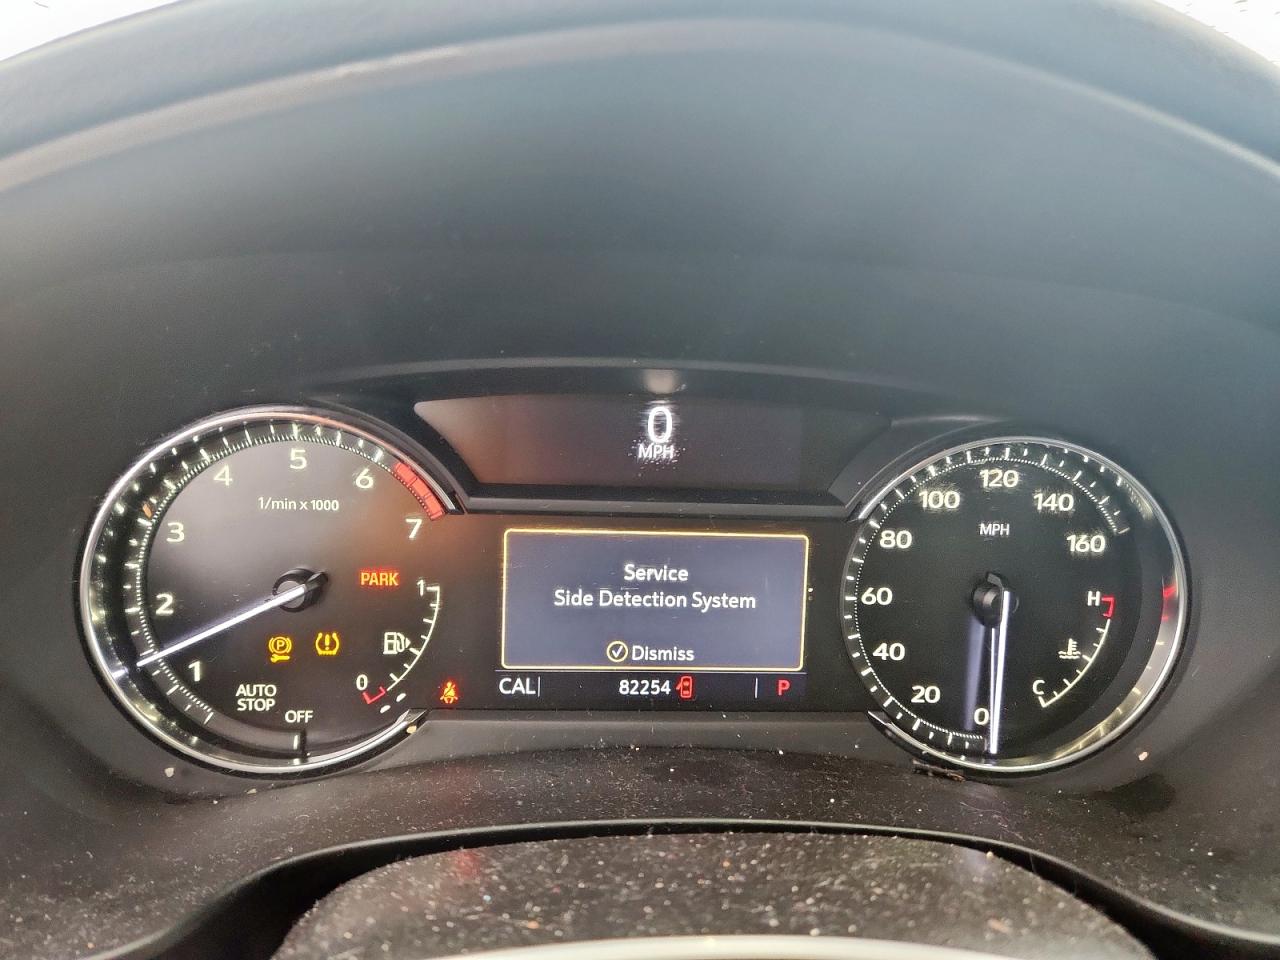 0
MPH
1
2
3
4
5
6
7
1/min x 1000
PARK
P
!
1
0
AUTO
STOP
OFF
Service
Side Detection System
Dismiss
CAL
82254
P
0
20
40
60
80
100
120
140
160
MPH
H
C